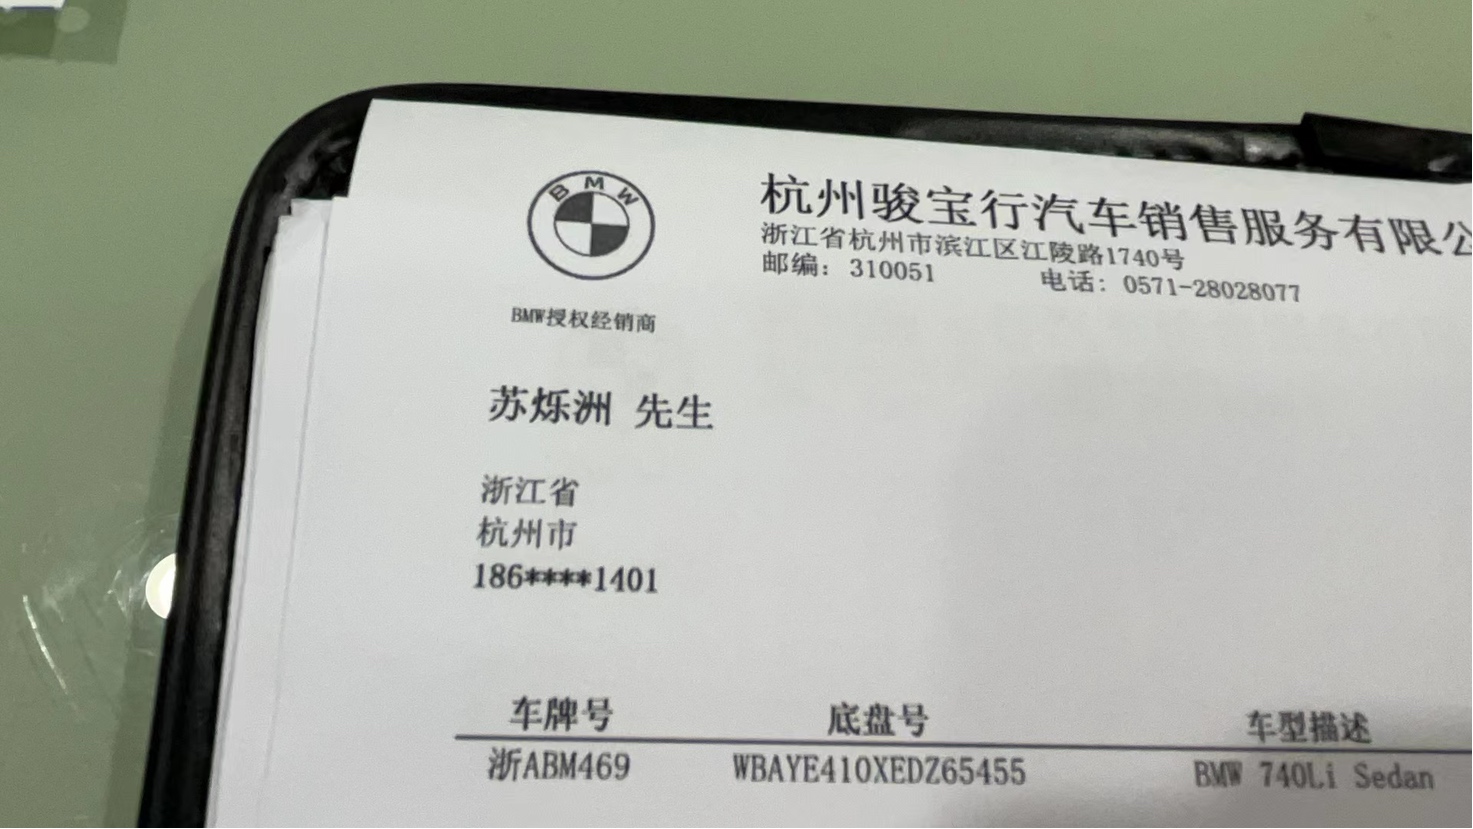 BMW
杭州骏宝行汽车销售服务有限公
浙江省杭州市滨江区江陵路1740号
邮编：310051 电话：0571-28028077
BMW授权经销商
苏烁洲 先生
浙江省
杭州市
186****1401
车牌号 底盘号 车型描述
浙ABM469 WBAYE410XEDZ65455 BMW 740Li Sedan